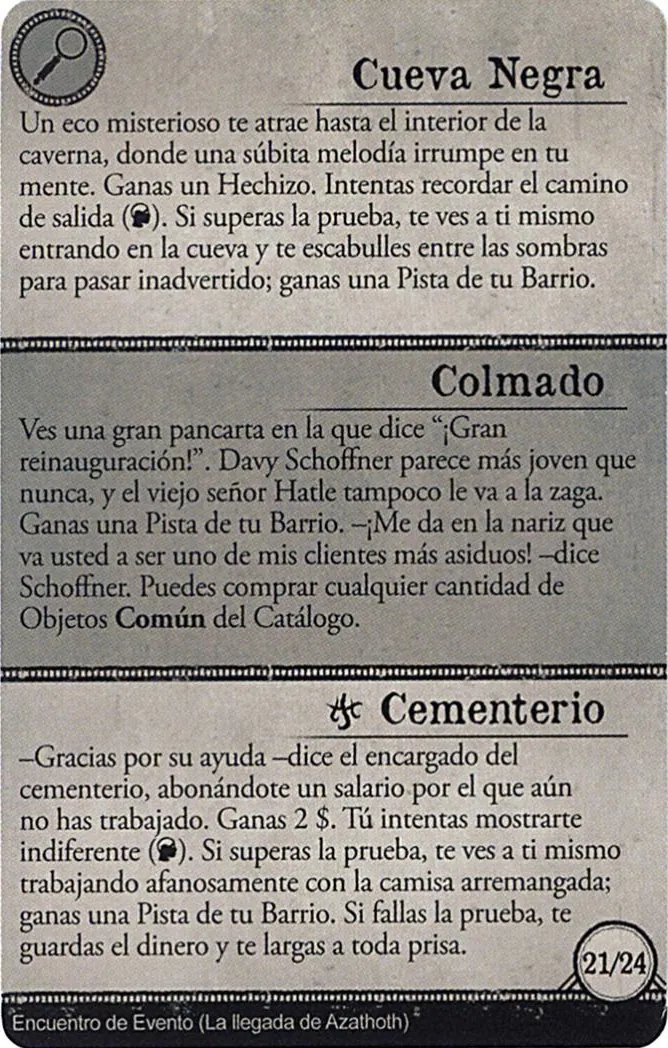 Cueva Negra
Un eco misterioso te atrae hasta el interior de la
caverna, donde una súbita melodía irrumpe en tu
mente. Ganas un Hechizo. Intentas recordar el camino
de salida (). Si superas la prueba, te ves a ti mismo
entrando en la cueva y te escabulles entre las sombras
para pasar inadvertido; ganas una Pista de tu Barrio.
Colmado
Ves una gran pancarta en la que dice “¡Gran
reinauguración!”. Davy Schoffner parece más joven que
nunca, y el viejo señor Hatle tampoco le va a la zaga.
Ganas una Pista de tu Barrio. –¡Me da en la nariz que
va usted a ser uno de mis clientes más asiduos! –dice
Schoffner. Puedes comprar cualquier cantidad de
Objetos Común del Catálogo.
Cementerio
–Gracias por su ayuda –dice el encargado del
cementerio, abonándote un salario por el que aún
no has trabajado. Ganas 2 $. Tú intentas mostrarte
indiferente (). Si superas la prueba, te ves a ti mismo
trabajando afanosamente con la camisa arremangada;
ganas una Pista de tu Barrio. Si fallas la prueba, te
guardas el dinero y te largas a toda prisa.
21/24
Encuentro de Evento (La llegada de Azathoth)